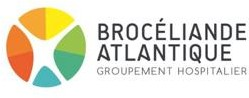 BROCÉLIANDE
ATLANTIQUE
GROUPEMENT HOSPITALIER